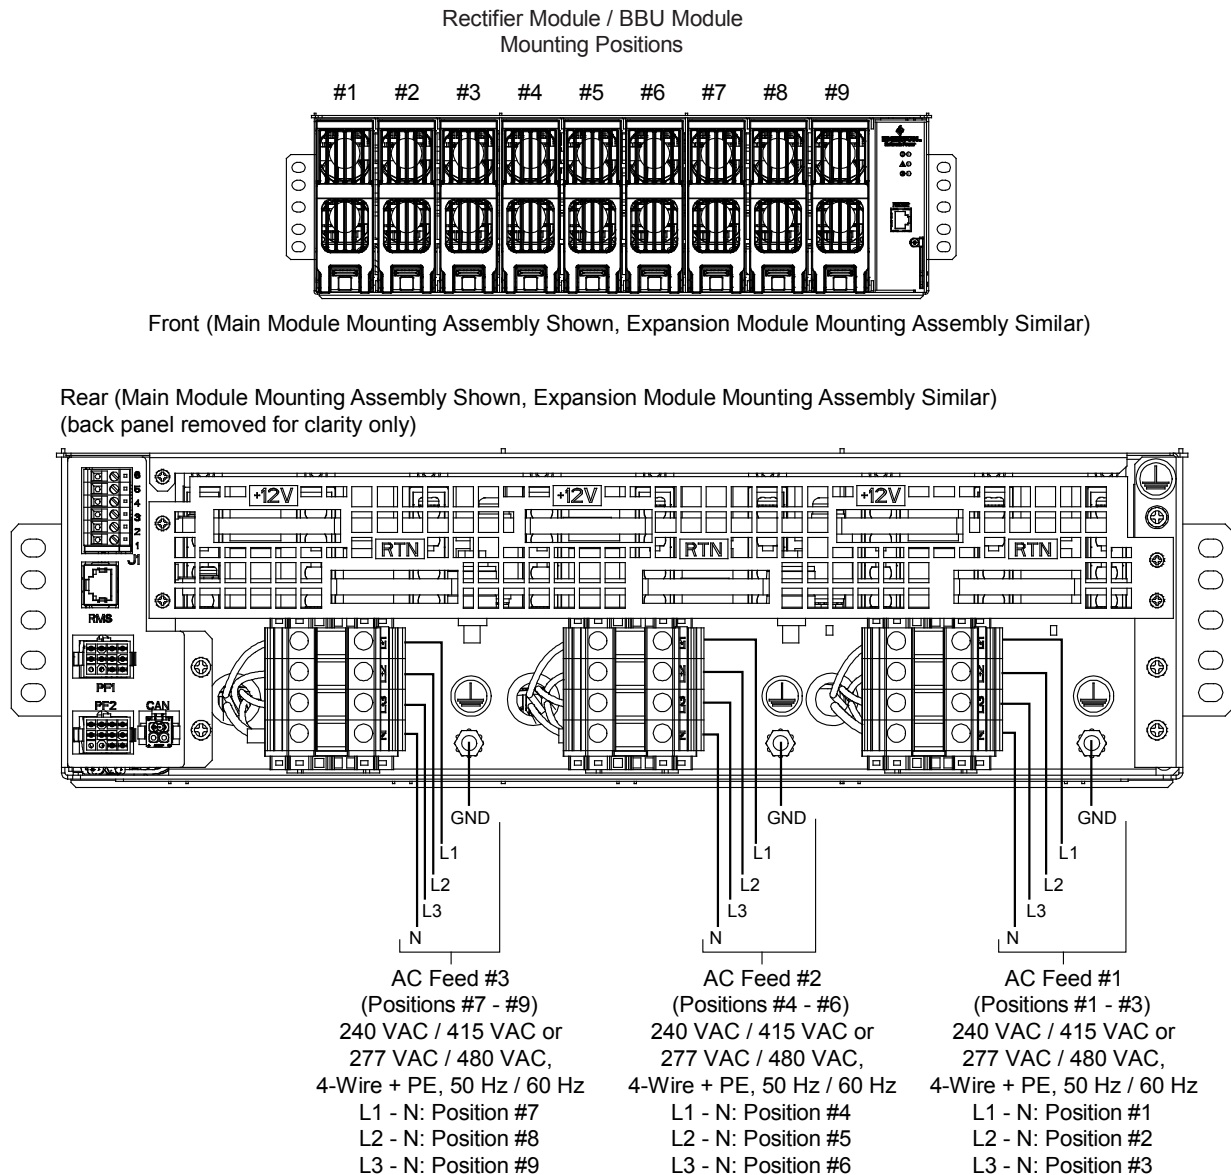 Rectifier Module / BBU Module
Mounting Positions
#1 #2 #3 #4 #5 #6 #7 #8 #9
Front (Main Module Mounting Assembly Shown, Expansion Module Mounting Assembly Similar)
Rear (Main Module Mounting Assembly Shown, Expansion Module Mounting Assembly Similar)
(back panel removed for clarity only)
6
5
4
3
2
1
J1
RMS
PF1
PF2 CAN
+12V +12V +12V
RTN RTN RTN
N N N
GND GND GND
L1 L1 L1
L2 L2 L2
L3 L3 L3
N N N
AC Feed #3
(Positions #7 - #9)
240 VAC / 415 VAC or
277 VAC / 480 VAC,
4-Wire + PE, 50 Hz / 60 Hz
L1 - N: Position #7
L2 - N: Position #8
L3 - N: Position #9
AC Feed #2
(Positions #4 - #6)
240 VAC / 415 VAC or
277 VAC / 480 VAC,
4-Wire + PE, 50 Hz / 60 Hz
L1 - N: Position #4
L2 - N: Position #5
L3 - N: Position #6
AC Feed #1
(Positions #1 - #3)
240 VAC / 415 VAC or
277 VAC / 480 VAC,
4-Wire + PE, 50 Hz / 60 Hz
L1 - N: Position #1
L2 - N: Position #2
L3 - N: Position #3